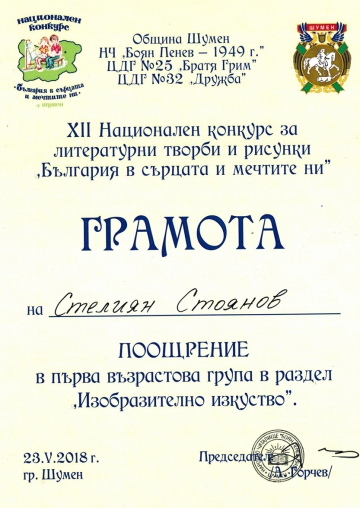 национален
конкурс
„България в сърцата
и мечтите ни"
гр. Шумен
Община Шумен
НЧ „Боян Пенев – 1949 г."
ЦДГ №25 „Братя Грим"
ЦДГ №32 „Дружба"
ШУМЕН
XII Национален конкурс за
литературни творби и рисунки
„България в сърцата и мечтите ни"
ГРАМОТА
на Стелиян Стоянов
ПООЩРЕНИЕ
в първа възрастова група в раздел
„Изобразително изкуство".
23.V.2018 г.
гр. Шумен
Председател:
/А. Горчев/